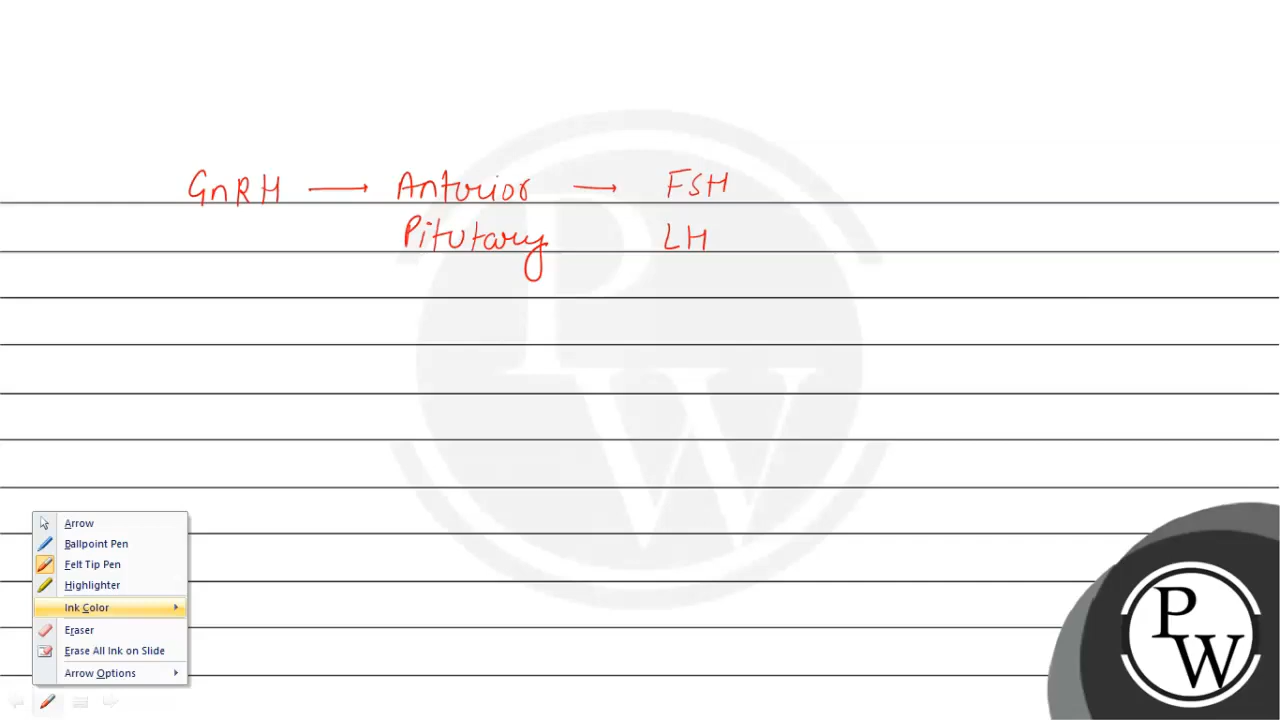 GnRH → Anterior → FSH
Pitutary LH
Arrow
Ballpoint Pen
Felt Tip Pen
Highlighter
Ink Color
Eraser
Erase All Ink on Slide
Arrow Options
P
W
P
W